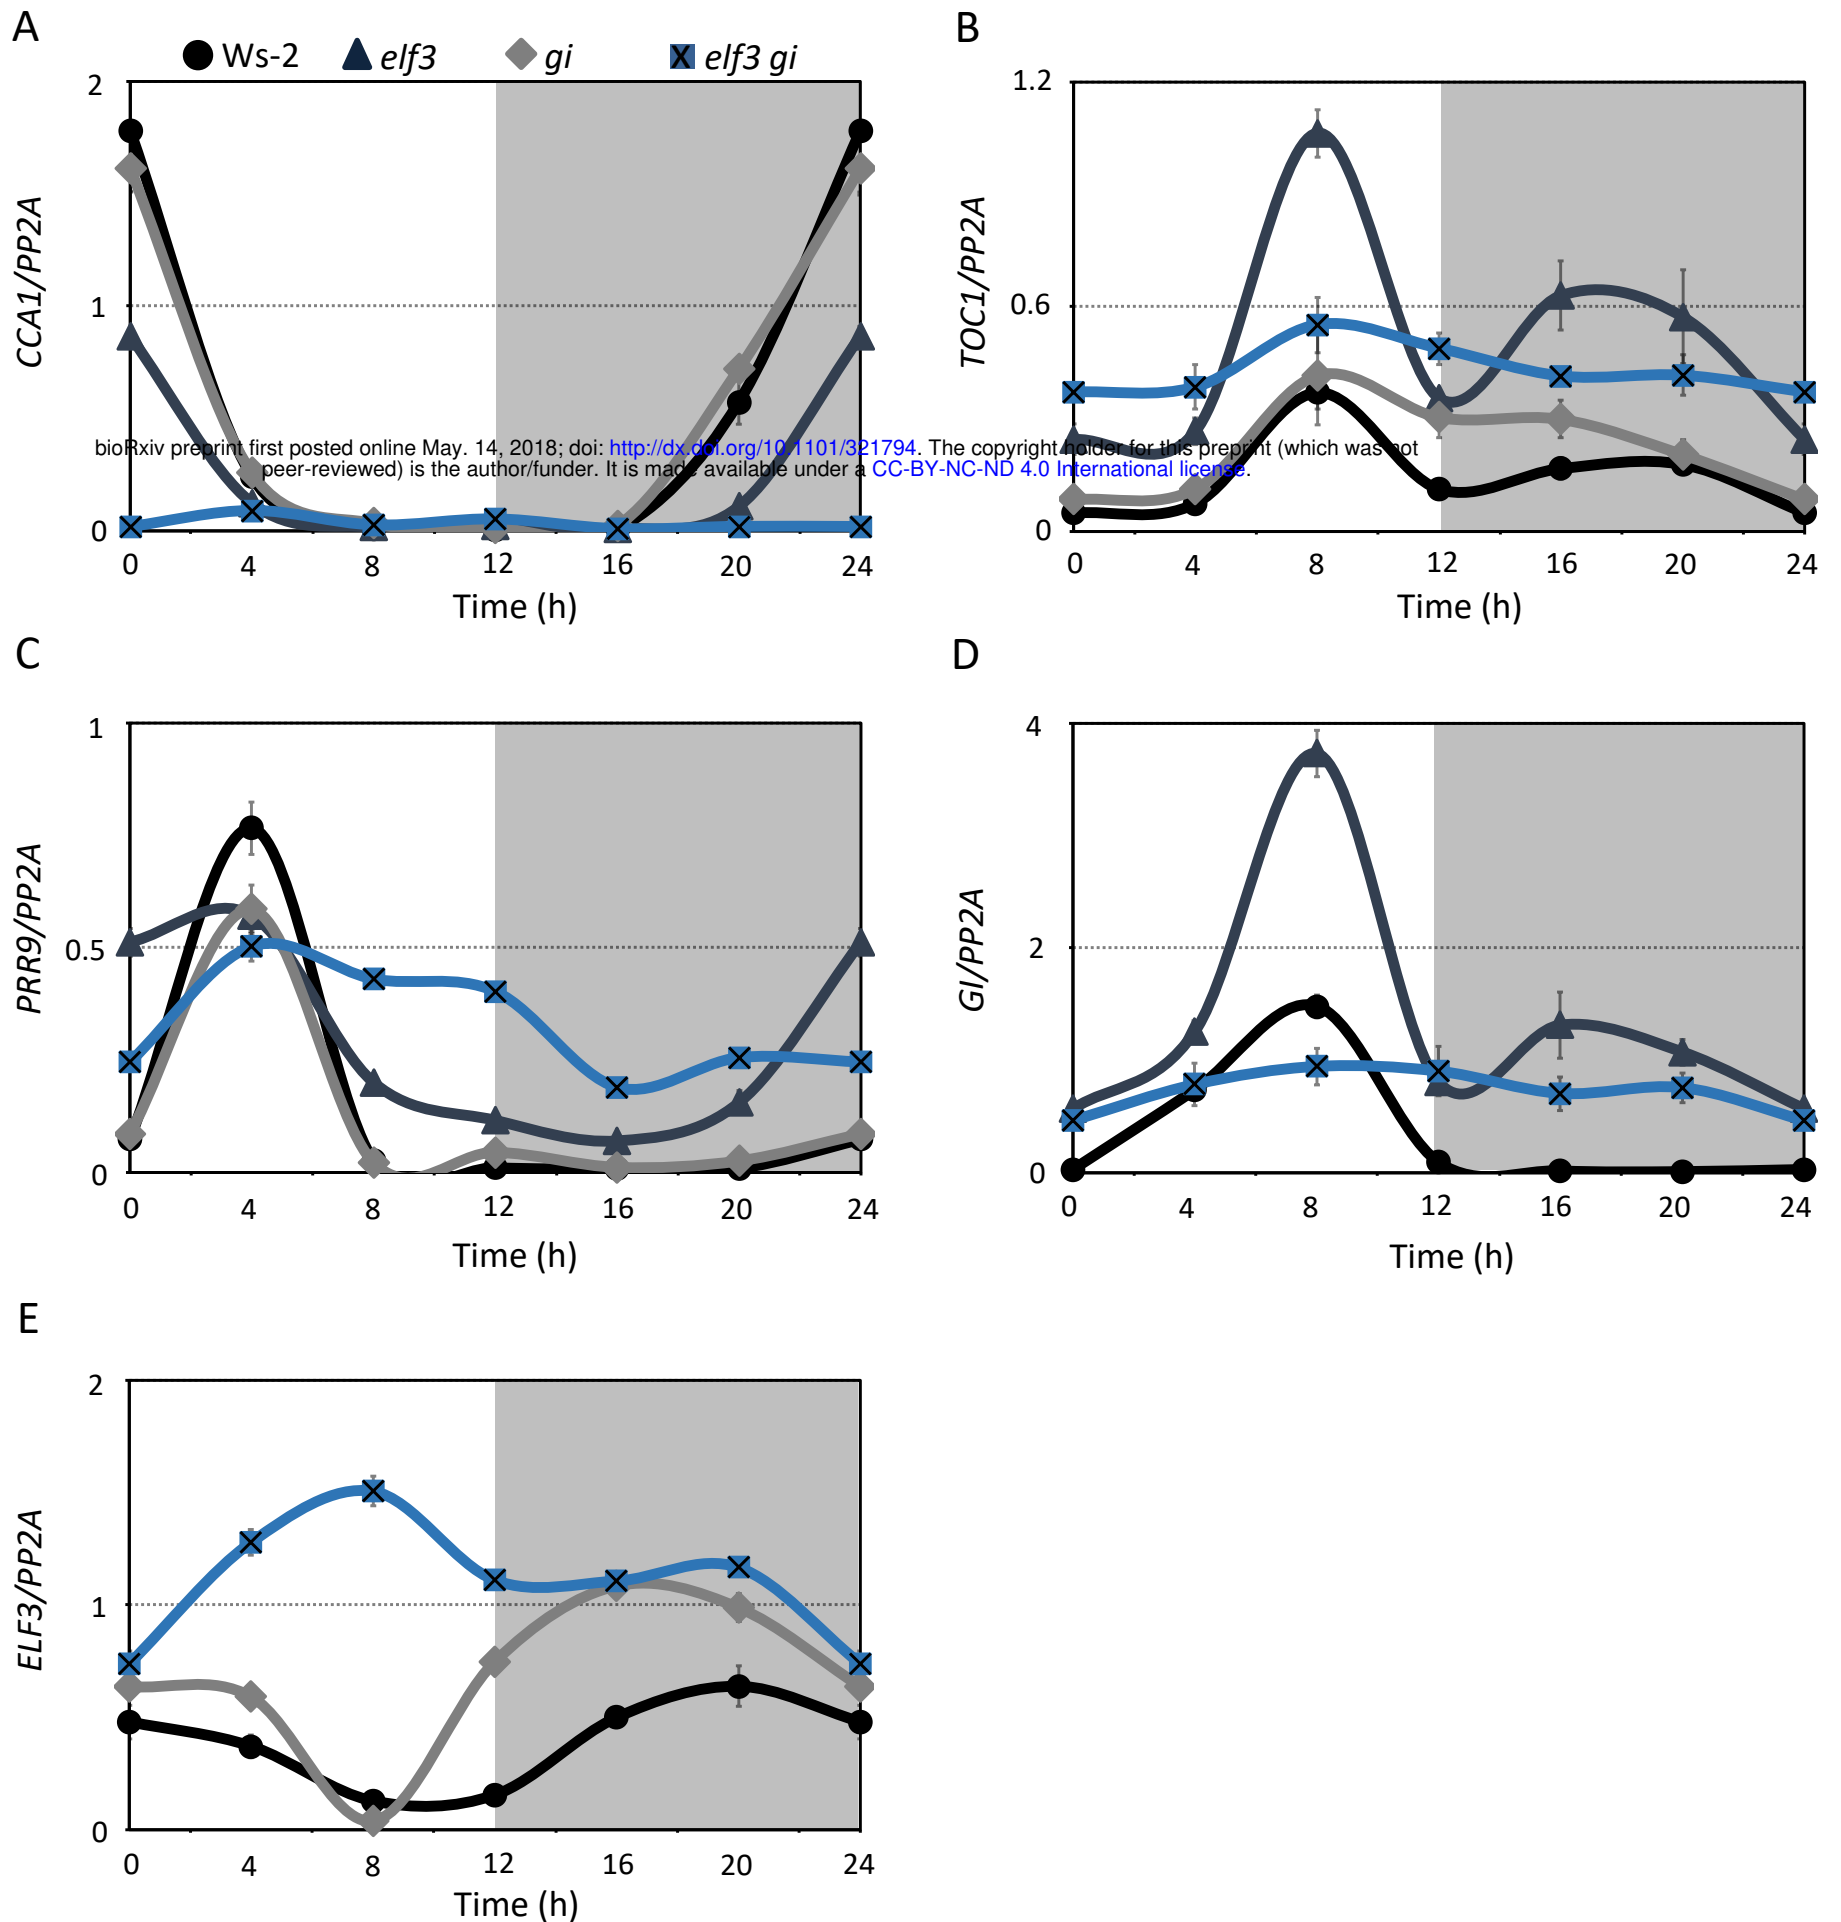 A
B
Ws-2 elf3 gi elf3 gi
2
1
0
CCA1/PP2A
0 4 8 12 16 20 24
Time (h)
1.2
0.6
0
TOC1/PP2A
0 4 8 12 16 20 24
Time (h)
bioRxiv preprint first posted online May. 14, 2018; doi: http://dx.doi.org/10.1101/321794. The copyright holder for this preprint (which was not
peer-reviewed) is the author/funder. It is made available under a CC-BY-NC-ND 4.0 International license.
C
1
0.5
0
PRR9/PP2A
0 4 8 12 16 20 24
Time (h)
D
4
2
0
GI/PP2A
0 4 8 12 16 20 24
Time (h)
E
2
1
0
ELF3/PP2A
0 4 8 12 16 20 24
Time (h)